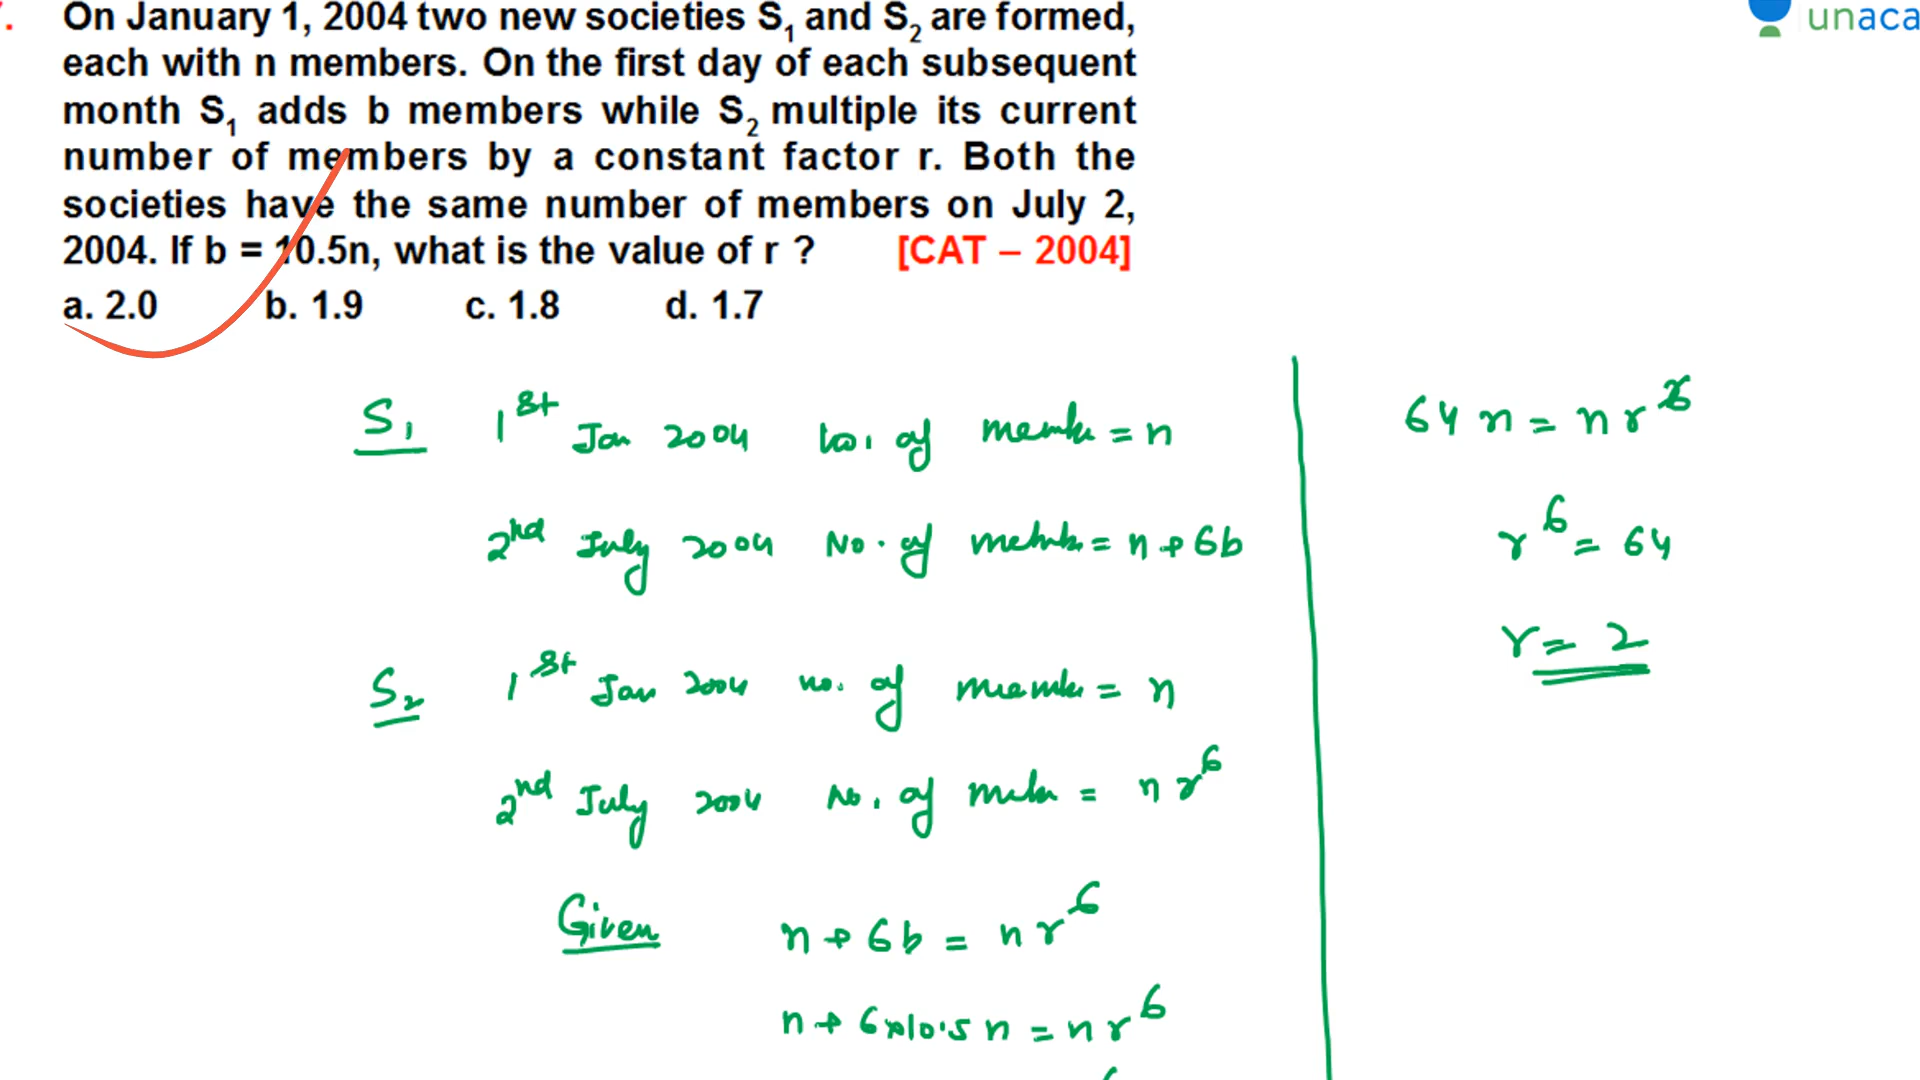 On January 1, 2004 two new societies S₁ and S₂ are formed,
each with n members. On the first day of each subsequent
month S₁ adds b members while S₂ multiple its current
number of members by a constant factor r. Both the
societies have the same number of members on July 2,
2004. If b = 10.5n, what is the value of r ? [CAT – 2004]
a. 2.0 b. 1.9 c. 1.8 d. 1.7
unaca
S₁ 1st Jan 2004 No. of = n
2nd July 2004 No. of = n + 6b
S₂ 1st Jan 2004 no. of = n
2nd July 2004 No. of = n r⁶
Given n + 6b = n r⁶
n + 6×10.5 n = n r⁶
64 n = n r⁶
r⁶ = 64
r = 2